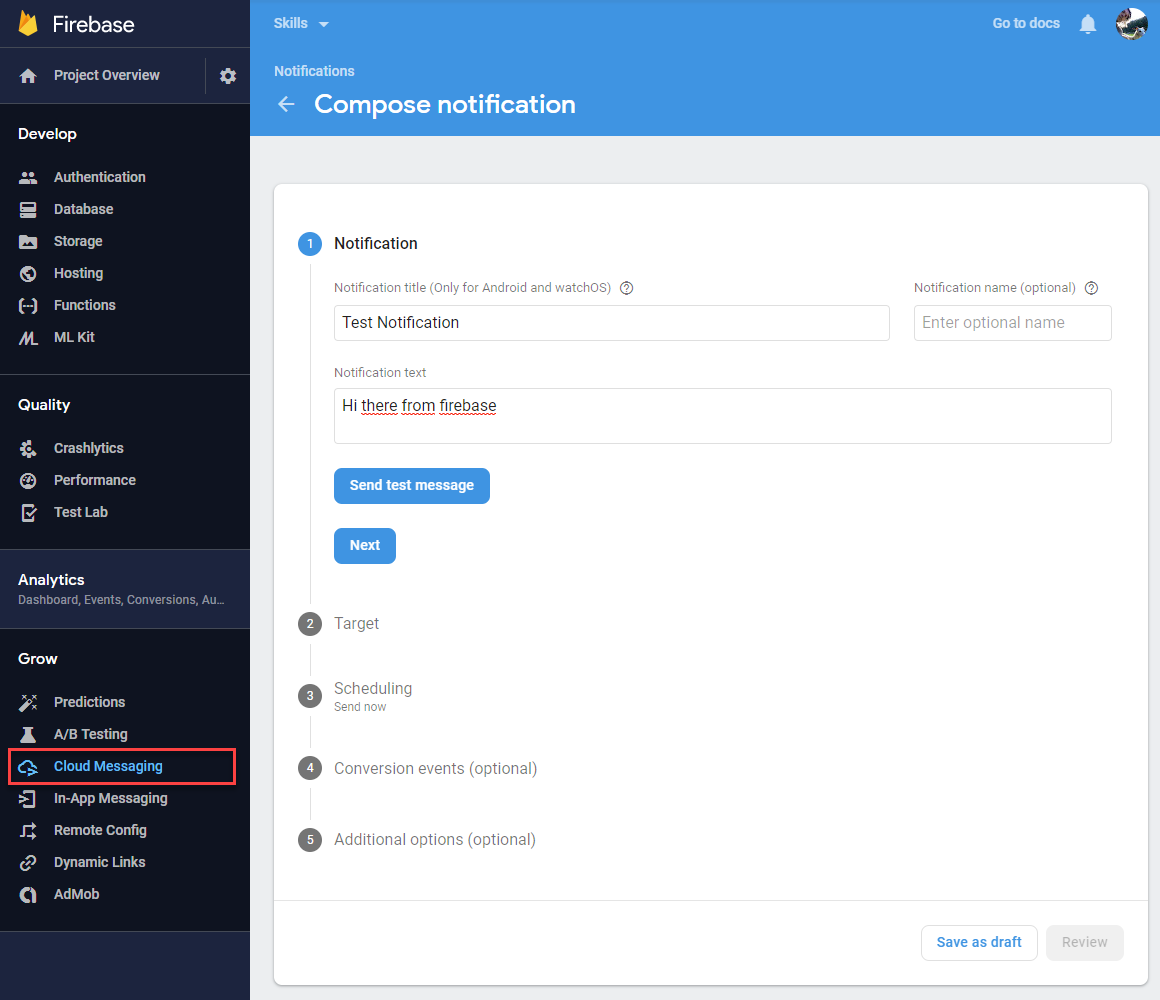 Firebase
Project Overview
Develop
Authentication
Database
Storage
Hosting
Functions
ML Kit
Quality
Crashlytics
Performance
Test Lab
Analytics
Dashboard, Events, Conversions, Au...
Grow
Predictions
A/B Testing
Cloud Messaging
In-App Messaging
Remote Config
Dynamic Links
AdMob
Skills
Go to docs
Notifications
Compose notification
1 Notification
Notification title (Only for Android and watchOS) ?
Test Notification
Notification name (optional) ?
Enter optional name
Notification text
Hi there from firebase
Send test message
Next
2 Target
3 Scheduling
Send now
4 Conversion events (optional)
5 Additional options (optional)
Save as draft
Review